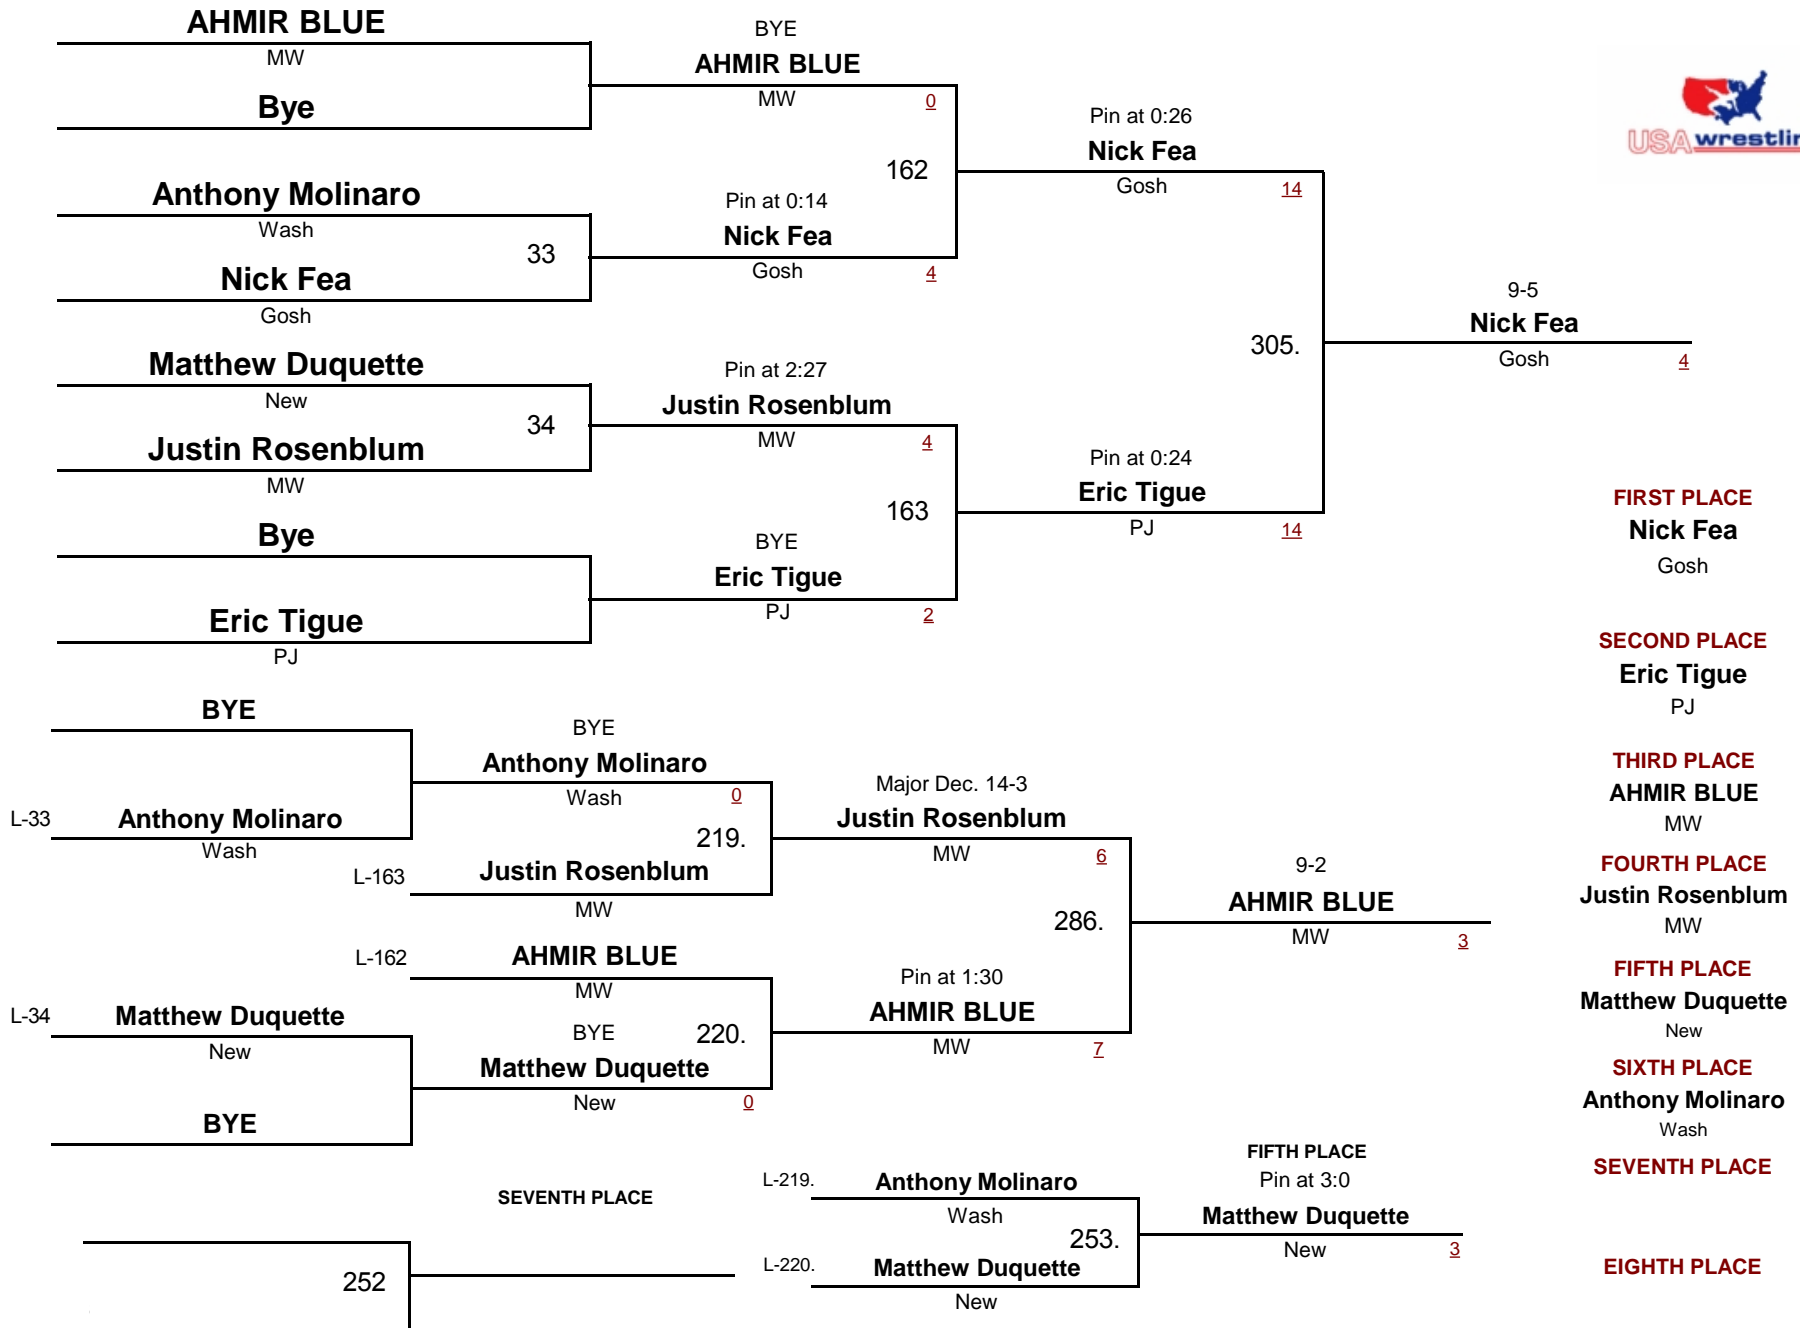 AHMIR BLUE
MW
Bye
BYE
AHMIR BLUE
MW 0
162
Anthony Molinaro
Wash
33
Nick Fea
Gosh
Pin at 0:14
Nick Fea
Gosh 4
Pin at 0:26
Nick Fea
Gosh 14
USA wrestlin
Matthew Duquette
New
34
Justin Rosenblum
MW
Pin at 2:27
Justin Rosenblum
MW 4
163
Bye
Eric Tigue
PJ
BYE
Eric Tigue
PJ 2
Pin at 0:24
Eric Tigue
PJ 14
305.
9-5
Nick Fea
Gosh 4
FIRST PLACE
Nick Fea
Gosh
SECOND PLACE
Eric Tigue
PJ
THIRD PLACE
AHMIR BLUE
MW
FOURTH PLACE
Justin Rosenblum
MW
FIFTH PLACE
Matthew Duquette
New
SIXTH PLACE
Anthony Molinaro
Wash
SEVENTH PLACE
EIGHTH PLACE
BYE
L-33 Anthony Molinaro
Wash
BYE
Anthony Molinaro
Wash 0
219.
L-163 Justin Rosenblum
MW
Major Dec. 14-3
Justin Rosenblum
MW 6
L-162 AHMIR BLUE
MW
L-34 Matthew Duquette
New
BYE
BYE
220.
Matthew Duquette
New 0
Pin at 1:30
AHMIR BLUE
MW 7
286.
9-2
AHMIR BLUE
MW 3
SEVENTH PLACE
252
L-219. Anthony Molinaro
Wash
253.
L-220. Matthew Duquette
New
FIFTH PLACE
Pin at 3:0
Matthew Duquette
New 3